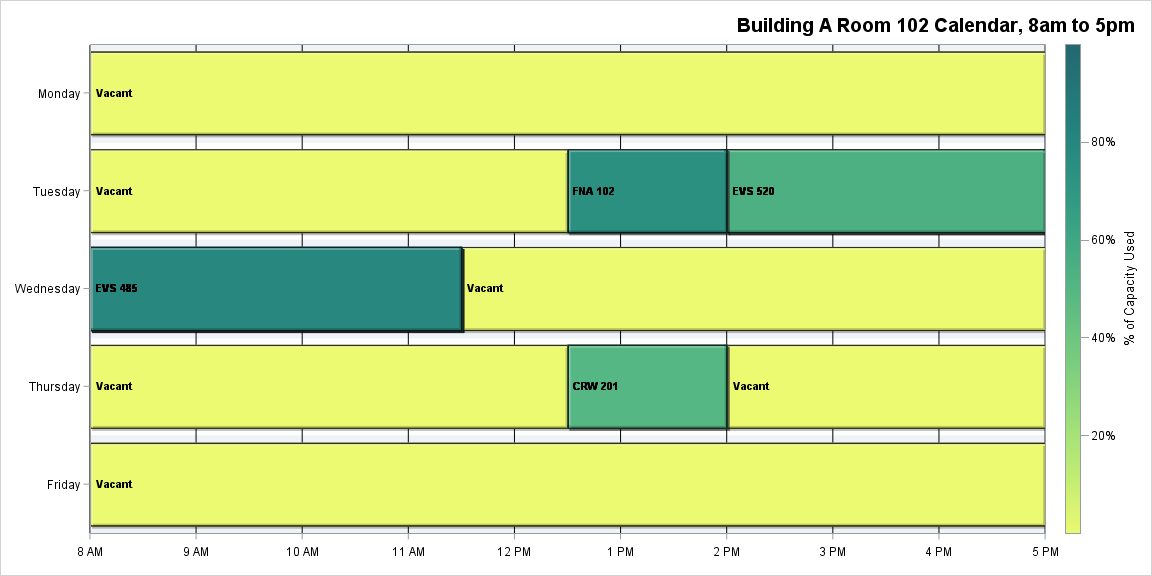 Building A Room 102 Calendar, 8am to 5pm
Monday
Vacant
80%
Tuesday
Vacant
FNA 102
EVS 520
60%
% of Capacity Used
Wednesday
EVS 485
Vacant
40%
Thursday
Vacant
CRW 201
Vacant
20%
Friday
Vacant
8 AM 9 AM 10 AM 11 AM 12 PM 1 PM 2 PM 3 PM 4 PM 5 PM